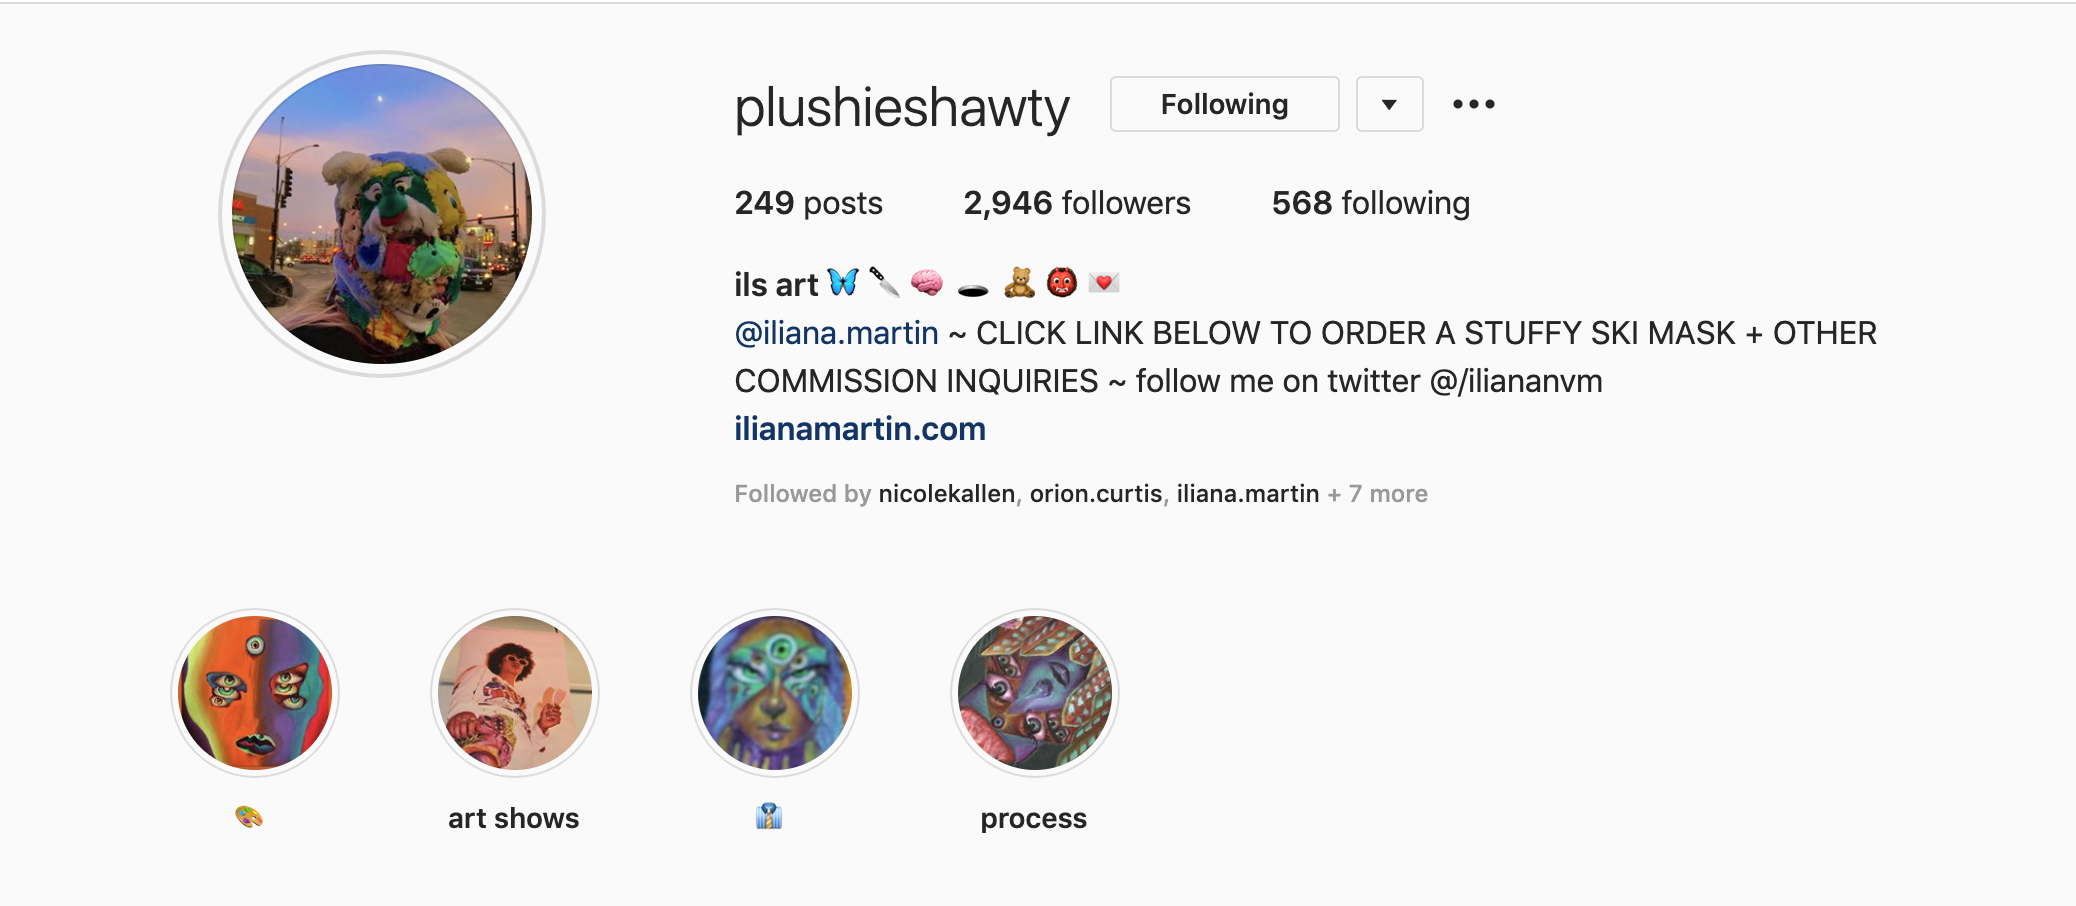 plushieshawty Following
249 posts 2,946 followers 568 following
ils art 🦋 🔪 🧠 🕳️ 🧸 👹 💌
@iliana.martin ~ CLICK LINK BELOW TO ORDER A STUFFY SKI MASK + OTHER
COMMISSION INQUIRIES ~ follow me on twitter @/iliananvm
ilianamartin.com
Followed by nicolekallen, orion.curtis, iliana.martin + 7 more
🎨 art shows 👔 process